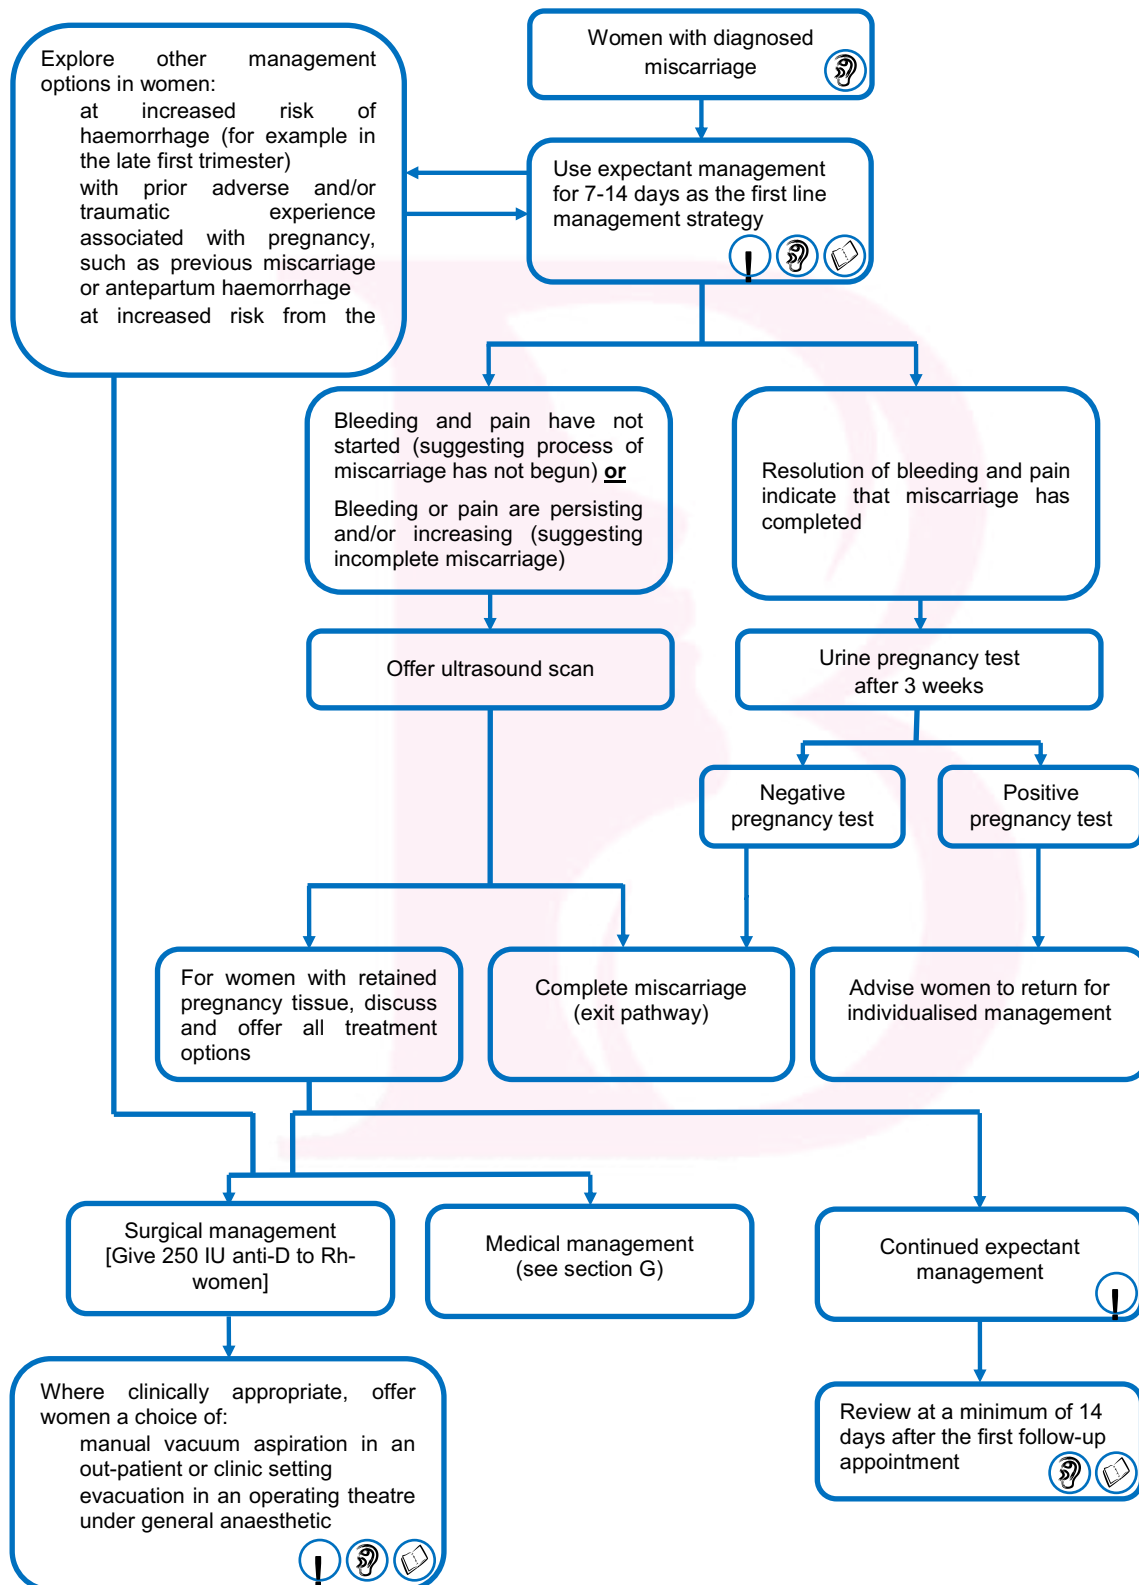 Women with diagnosed
miscarriage
Explore other management
options in women:
at increased risk of
haemorrhage (for example in
the late first trimester)
with prior adverse and/or
traumatic experience
associated with pregnancy,
such as previous miscarriage
or antepartum haemorrhage
at increased risk from the
Use expectant management
for 7-14 days as the first line
management strategy
!
Bleeding and pain have not
started (suggesting process of
miscarriage has not begun) or
Bleeding or pain are persisting
and/or increasing (suggesting
incomplete miscarriage)
Resolution of bleeding and pain
indicate that miscarriage has
completed
Offer ultrasound scan
Urine pregnancy test
after 3 weeks
Negative
pregnancy test
Positive
pregnancy test
For women with retained
pregnancy tissue, discuss
and offer all treatment
options
Complete miscarriage
(exit pathway)
Advise women to return for
individualised management
Surgical management
[Give 250 IU anti-D to Rh-
women]
Medical management
(see section G)
Continued expectant
management
!
Where clinically appropriate, offer
women a choice of:
manual vacuum aspiration in an
out-patient or clinic setting
evacuation in an operating theatre
under general anaesthetic
!
Review at a minimum of 14
days after the first follow-up
appointment